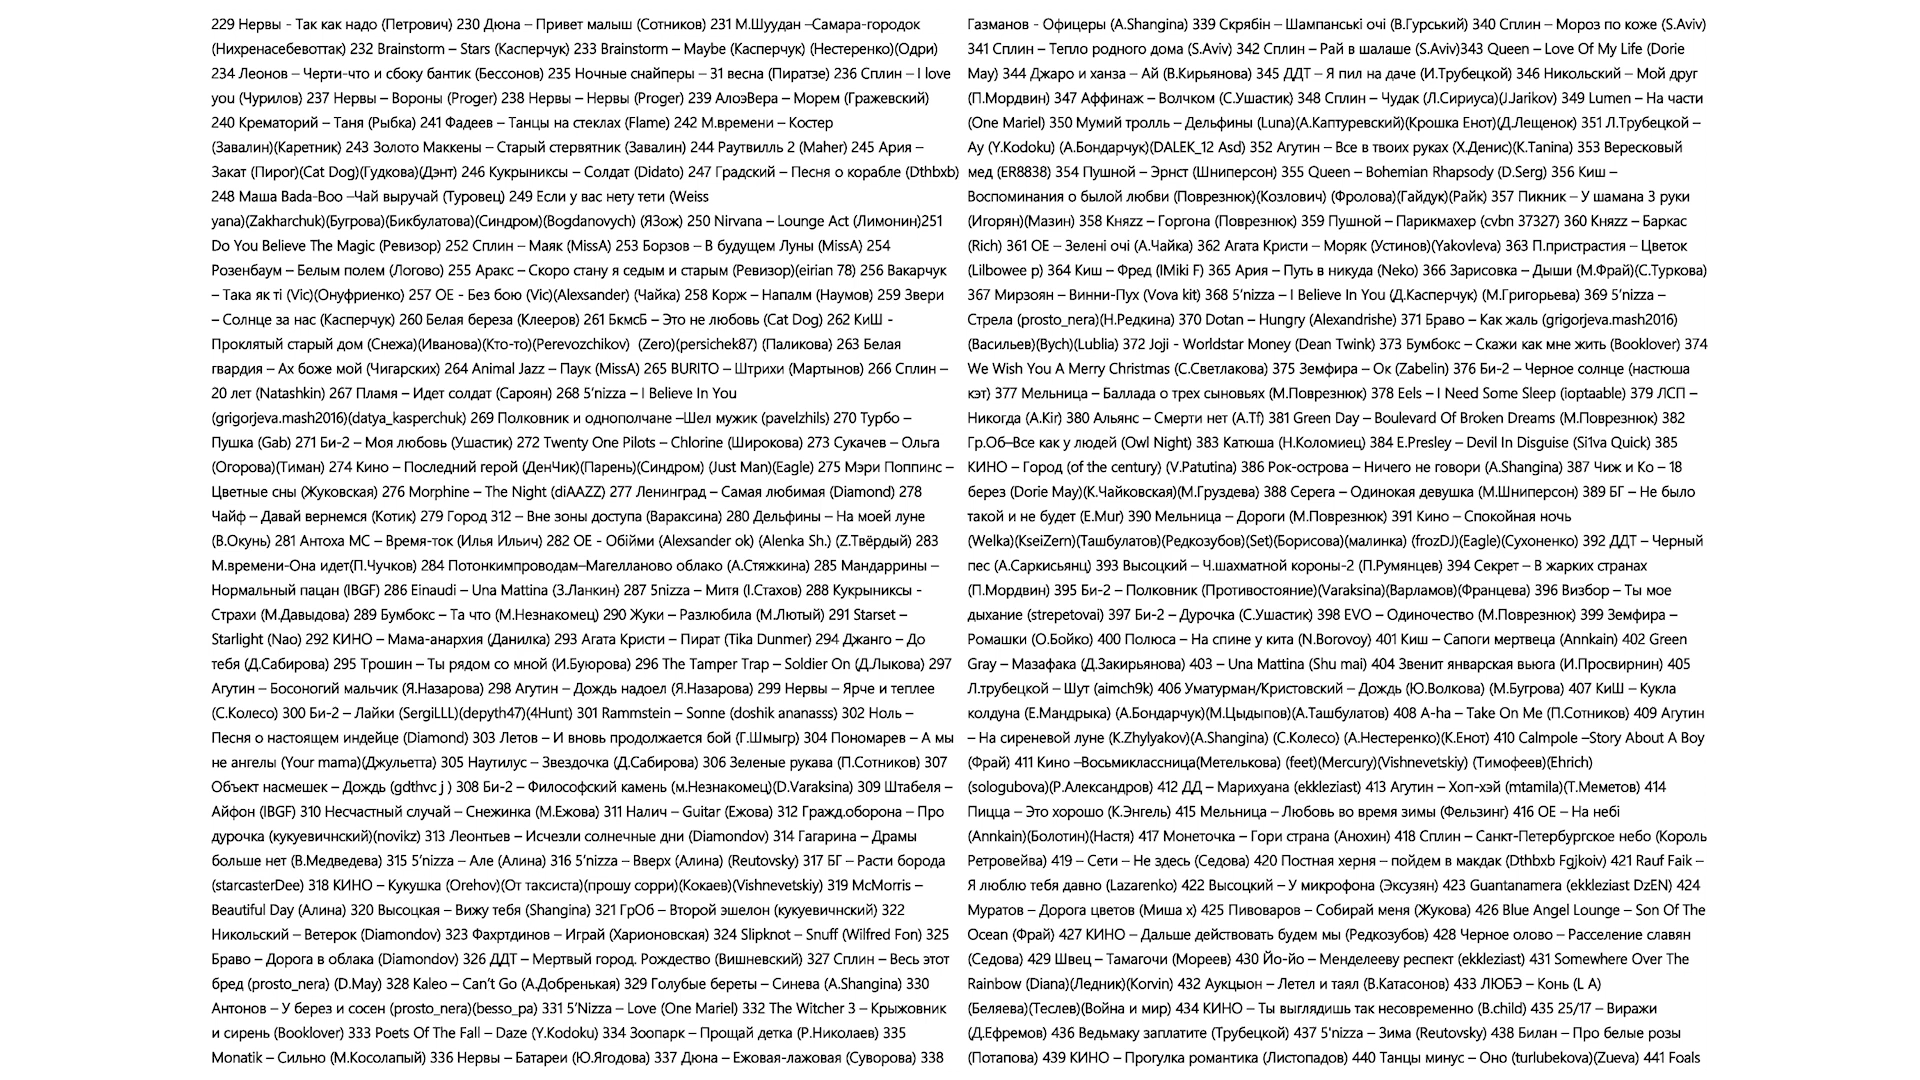 229 Нервы - Так как надо (Петрович) 230 Дюна – Привет малыш (Сотников) 231 М.Шуудан –Самара-городок
(Нихренасебевоттак) 232 Brainstorm – Stars (Касперчук) 233 Brainstorm – Maybe (Касперчук) (Нестеренко)(Одри)
234 Леонов – Черти-что и сбоку бантик (Бессонов) 235 Ночные снайперы – 31 весна (Пиратзе) 236 Сплин – I love
you (Чурилов) 237 Нервы – Вороны (Proger) 238 Нервы – Нервы (Proger) 239 АлоэВера – Морем (Гражевский)
240 Крематорий – Таня (Рыбка) 241 Фадеев – Танцы на стеклах (Flame) 242 М.времени – Костер
(Завалин)(Каретник) 243 Золото Маккены – Старый стервятник (Завалин) 244 Раутвилль 2 (Maher) 245 Ария –
Закат (Пирог)(Cat Dog)(Гудкова)(Дэнт) 246 Кукрыниксы – Солдат (Didato) 247 Градский – Песня о корабле (Dthbxb)
248 Маша Bada-Boo –Чай выручай (Туровец) 249 Если у вас нету тети (Weiss
yana)(Zakharchuk)(Бугрова)(Бикбулатова)(Синдром)(Bogdanovych) (ЯЗож) 250 Nirvana – Lounge Act (Лимонин)251
Do You Believe The Magic (Ревизор) 252 Сплин – Маяк (MissA) 253 Борзов – В будущем Луны (MissA) 254
Розенбаум – Белым полем (Логово) 255 Аракс – Скоро стану я седым и старым (Ревизор)(eirian 78) 256 Вакарчук
– Така як ті (Vic)(Онуфриенко) 257 ОЕ - Без бою (Vic)(Alexsander) (Чайка) 258 Корж – Напалм (Наумов) 259 Звери
– Солнце за нас (Касперчук) 260 Белая береза (Клееров) 261 БкмсБ – Это не любовь (Cat Dog) 262 КиШ -
Проклятый старый дом (Снежа)(Иванова)(Кто-то)(Perevozchikov) (Zero)(persichek87) (Паликова) 263 Белая
гвардия – Ах боже мой (Чигарских) 264 Animal Jazz – Паук (MissA) 265 BURITO – Штрихи (Мартынов) 266 Сплин –
20 лет (Natashkin) 267 Пламя – Идет солдат (Сароян) 268 5'nizza – I Believe In You
(grigorjeva.mash2016)(datya_kasperchuk) 269 Полковник и однополчане –Шел мужик (pavelzhils) 270 Турбо –
Пушка (Gab) 271 Би-2 – Моя любовь (Ушастик) 272 Twenty One Pilots – Chlorine (Широкова) 273 Сукачев – Ольга
(Огорова)(Тиман) 274 Кино – Последний герой (ДенЧик)(Парень)(Синдром) (Just Man)(Eagle) 275 Мэри Поппинс –
Цветные сны (Жуковская) 276 Morphine – The Night (diAAZZ) 277 Ленинград – Самая любимая (Diamond) 278
Чайф – Давай вернемся (Котик) 279 Город 312 – Вне зоны доступа (Вараксина) 280 Дельфины – На моей луне
(В.Окунь) 281 Антоха МС – Время-ток (Илья Ильич) 282 ОЕ - Обійми (Alexsander ok) (Alenka Sh.) (Z.Твёрдый) 283
М.времени-Она идет(П.Чучков) 284 Потонкимпроводам–Магелланово облако (А.Стяжкина) 285 Мандаррины –
Нормальный пацан (IBGF) 286 Einaudi – Una Mattina (З.Ланкин) 287 5nizza – Митя (I.Стахов) 288 Кукрыниксы -
Страхи (М.Давыдова) 289 Бумбокс – Та что (М.Незнакомец) 290 Жуки – Разлюбила (М.Лютый) 291 Starset –
Starlight (Nao) 292 КИНО – Мама-анархия (Данилка) 293 Агата Кристи – Пират (Tika Dunmer) 294 Джанго – До
тебя (Д.Сабирова) 295 Трошин – Ты рядом со мной (И.Буюрова) 296 The Tamper Trap – Soldier On (Д.Лыкова) 297
Агутин – Босоногий мальчик (Я.Назарова) 298 Агутин – Дождь надоел (Я.Назарова) 299 Нервы – Ярче и теплее
(С.Колесо) 300 Би-2 – Лайки (SergiLLL)(depyth47)(4Hunt) 301 Rammstein – Sonne (doshik ananasss) 302 Ноль –
Песня о настоящем индейце (Diamond) 303 Летов – И вновь продолжается бой (Г.Шмыгр) 304 Пономарев – А мы
не ангелы (Your mama)(Джульетта) 305 Наутилус – Звездочка (Д.Сабирова) 306 Зеленые рукава (П.Сотников) 307
Объект насмешек – Дождь (gdthvc j ) 308 Би-2 – Философский камень (м.Незнакомец)(D.Varaksina) 309 Штабеля –
Айфон (IBGF) 310 Несчастный случай – Снежинка (М.Ежова) 311 Налич – Guitar (Ежова) 312 Гражд.оборона – Про
дурочка (кукуевичнский)(novikz) 313 Леонтьев – Исчезли солнечные дни (Diamondov) 314 Гагарина – Драмы
больше нет (В.Медведева) 315 5'nizza – Але (Алина) 316 5'nizza – Вверх (Алина) (Reutovsky) 317 БГ – Расти борода
(starcasterDee) 318 КИНО – Кукушка (Orehov)(От таксиста)(прошу сорри)(Кокаев)(Vishnevetskiy) 319 McMorris –
Beautiful Day (Алина) 320 Высоцкая – Вижу тебя (Shangina) 321 ГрОб – Второй эшелон (кукуевичнский) 322
Никольский – Ветерок (Diamondov) 323 Фахртдинов – Играй (Харионовская) 324 Slipknot – Snuff (Wilfred Fon) 325
Браво – Дорога в облака (Diamondov) 326 ДДТ – Мертвый город. Рождество (Вишневский) 327 Сплин – Весь этот
бред (prosto_nera) (D.May) 328 Kaleo – Can't Go (А.Добренькая) 329 Голубые береты – Синева (A.Shangina) 330
Антонов – У берез и сосен (prosto_nera)(besso_pa) 331 5'Nizza – Love (One Mariel) 332 The Witcher 3 – Крыжовник
и сирень (Booklover) 333 Poets Of The Fall – Daze (Y.Kodoku) 334 Зоопарк – Прощай детка (Р.Николаев) 335
Monatik – Сильно (М.Косолапый) 336 Нервы – Батареи (Ю.Ягодова) 337 Дюна – Ежовая-лажовая (Суворова) 338
Газманов - Офицеры (A.Shangina) 339 Скрябін – Шампанські очі (В.Гурський) 340 Сплин – Мороз по коже (S.Aviv)
341 Сплин – Тепло родного дома (S.Aviv) 342 Сплин – Рай в шалаше (S.Aviv)343 Queen – Love Of My Life (Dorie
May) 344 Джаро и ханза – Ай (В.Кирьянова) 345 ДДТ – Я пил на даче (И.Трубецкой) 346 Никольский – Мой друг
(П.Мордвин) 347 Аффинаж – Волчком (С.Ушастик) 348 Сплин – Чудак (Л.Сириуса)(J.Jarikov) 349 Lumen – На части
(One Mariel) 350 Мумий тролль – Дельфины (Luna)(А.Каптуревский)(Крошка Енот)(Д.Лещенок) 351 Л.Трубецкой –
Ау (Y.Kodoku) (А.Бондарчук)(DALEK_12 Asd) 352 Агутин – Все в твоих руках (Х.Денис)(K.Tanina) 353 Вересковый
мед (ER8838) 354 Пушной – Эрнст (Шниперсон) 355 Queen – Bohemian Rhapsody (D.Serg) 356 Киш –
Воспоминания о былой любви (Поврезнюк)(Козлович) (Фролова)(Гайдук)(Райк) 357 Пикник – У шамана 3 руки
(Игорян)(Мазин) 358 Княzz – Горгона (Поврезнюк) 359 Пушной – Парикмахер (cvbn 37327) 360 Княzz – Баркас
(Rich) 361 ОЕ – Зелені очі (А.Чайка) 362 Агата Кристи – Моряк (Устинов)(Yakovleva) 363 П.пристрастия – Цветок
(Lilbowee p) 364 Киш – Фред (IMiki F) 365 Ария – Путь в никуда (Neko) 366 Зарисовка – Дыши (М.Фрай)(С.Туркова)
367 Мирзоян – Винни-Пух (Vova kit) 368 5'nizza – I Believe In You (Д.Касперчук) (М.Григорьева) 369 5'nizza –
Стрела (prosto_nera)(Н.Редкина) 370 Dotan – Hungry (Alexandrishe) 371 Браво – Как жаль (grigorjeva.mash2016)
(Васильев)(Bych)(Lublia) 372 Joji - Worldstar Money (Dean Twink) 373 Бумбокс – Скажи как мне жить (Booklover) 374
We Wish You A Merry Christmas (С.Светлакова) 375 Земфира – Ок (Zabelin) 376 Би-2 – Черное солнце (настюша
кэт) 377 Мельница – Баллада о трех сыновьях (М.Поврезнюк) 378 Eels – I Need Some Sleep (ioptaable) 379 ЛСП –
Никогда (A.Kir) 380 Альянс – Смерти нет (A.Tf) 381 Green Day – Boulevard Of Broken Dreams (М.Поврезнюк) 382
Гр.Об–Все как у людей (Owl Night) 383 Катюша (Н.Коломиец) 384 E.Presley – Devil In Disguise (Si1va Quick) 385
КИНО – Город (of the century) (V.Patutina) 386 Рок-острова – Ничего не говори (A.Shangina) 387 Чиж и Ко – 18
берез (Dorie May)(К.Чайковская)(М.Груздева) 388 Серега – Одинокая девушка (М.Шниперсон) 389 БГ – Не было
такой и не будет (E.Mur) 390 Мельница – Дороги (М.Поврезнюк) 391 Кино – Спокойная ночь
(Welka)(KseiZern)(Ташбулатов)(Редкозубов)(Set)(Борисова)(малинка) (frozDJ)(Eagle)(Сухоненко) 392 ДДТ – Черный
пес (А.Саркисьянц) 393 Высоцкий – Ч.шахматной короны-2 (П.Румянцев) 394 Секрет – В жарких странах
(П.Мордвин) 395 Би-2 – Полковник (Противостояние)(Varaksina)(Варламов)(Францева) 396 Визбор – Ты мое
дыхание (strepetovai) 397 Би-2 – Дурочка (С.Ушастик) 398 EVO – Одиночество (М.Поврезнюк) 399 Земфира –
Ромашки (О.Бойко) 400 Полюса – На спине у кита (N.Borovoy) 401 Киш – Сапоги мертвеца (Annkain) 402 Green
Gray – Мазафака (Д.Закирьянова) 403 – Una Mattina (Shu mai) 404 Звенит январская вьюга (И.Просвирнин) 405
Л.трубецкой – Шут (aimch9k) 406 Уматурман/Кристовский – Дождь (Ю.Волкова) (М.Бугрова) 407 КиШ – Кукла
колдуна (Е.Мандрыка) (А.Бондарчук)(М.Цыдыпов)(А.Ташбулатов) 408 A-ha – Take On Me (П.Сотников) 409 Агутин
– На сиреневой луне (K.Zhylyakov)(A.Shangina) (С.Колесо) (А.Нестеренко)(К.Енот) 410 Calmpole –Story About A Boy
(Фрай) 411 Кино –Восьмиклассница(Метелькова) (feet)(Mercury)(Vishnevetskiy) (Тимофеев)(Ehrich)
(sologubova)(Р.Александров) 412 ДД – Марихуана (ekkleziast) 413 Агутин – Хоп-хэй (mtamila)(Т.Меметов) 414
Пицца – Это хорошо (К.Энгель) 415 Мельница – Любовь во время зимы (Фельзинг) 416 ОЕ – На небі
(Annkain)(Болотин)(Настя) 417 Монеточка – Гори страна (Анохин) 418 Сплин – Санкт-Петербургское небо (Король
Ретровейва) 419 – Сети – Не здесь (Седова) 420 Постная херня – пойдем в макдак (Dthbxb Fgjkoiv) 421 Rauf Faik –
Я люблю тебя давно (Lazarenko) 422 Высоцкий – У микрофона (Эксузян) 423 Guantanamera (ekkleziast DzEN) 424
Муратов – Дорога цветов (Миша х) 425 Пивоваров – Собирай меня (Жукова) 426 Blue Angel Lounge – Son Of The
Ocean (Фрай) 427 КИНО – Дальше действовать будем мы (Редкозубов) 428 Черное олово – Расселение славян
(Седова) 429 Швец – Тамагочи (Мореев) 430 Йо-йо – Менделееву респект (ekkleziast) 431 Somewhere Over The
Rainbow (Diana)(Ледник)(Korvin) 432 Аукцыон – Летел и таял (В.Катасонов) 433 ЛЮБЭ – Конь (L A)
(Беляева)(Теслев)(Война и мир) 434 КИНО – Ты выглядишь так несовременно (B.child) 435 25/17 – Виражи
(Д.Ефремов) 436 Ведьмаку заплатите (Трубецкой) 437 5'nizza – Зима (Reutovsky) 438 Билан – Про белые розы
(Потапова) 439 КИНО – Прогулка романтика (Листопадов) 440 Танцы минус – Оно (turlubekova)(Zueva) 441 Foals